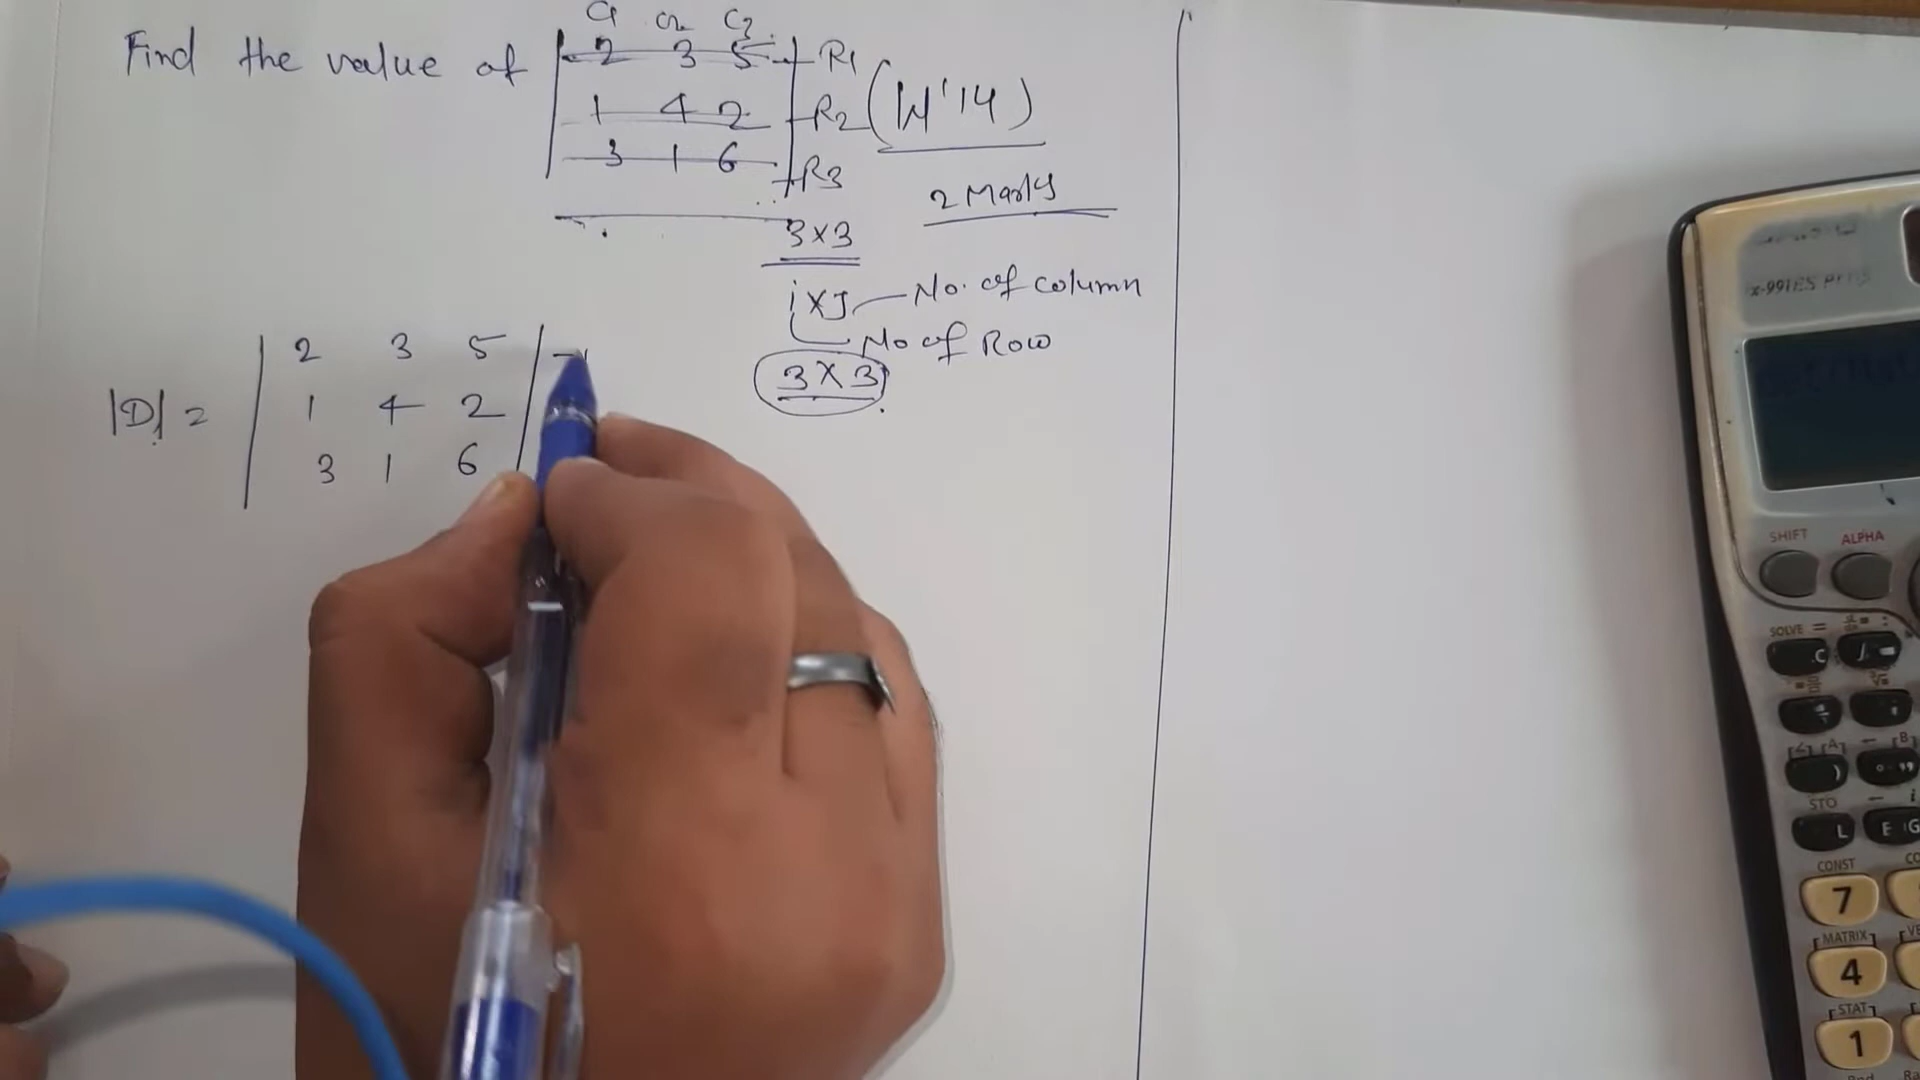 C1 C2 C3
Find the value of | 2 3 5 | R1
1 4 2 R2 (W'14)
3 1 6 R3
2 Marks
3×3
i×J No. of column
No of Row
3×3
|D| = | 2 3 5 |
1 4 2
3 1 6
x-991ES PLUS
SHIFT ALPHA
SOLVE =
STO
CONST
7
MATRIX
4
STAT
1